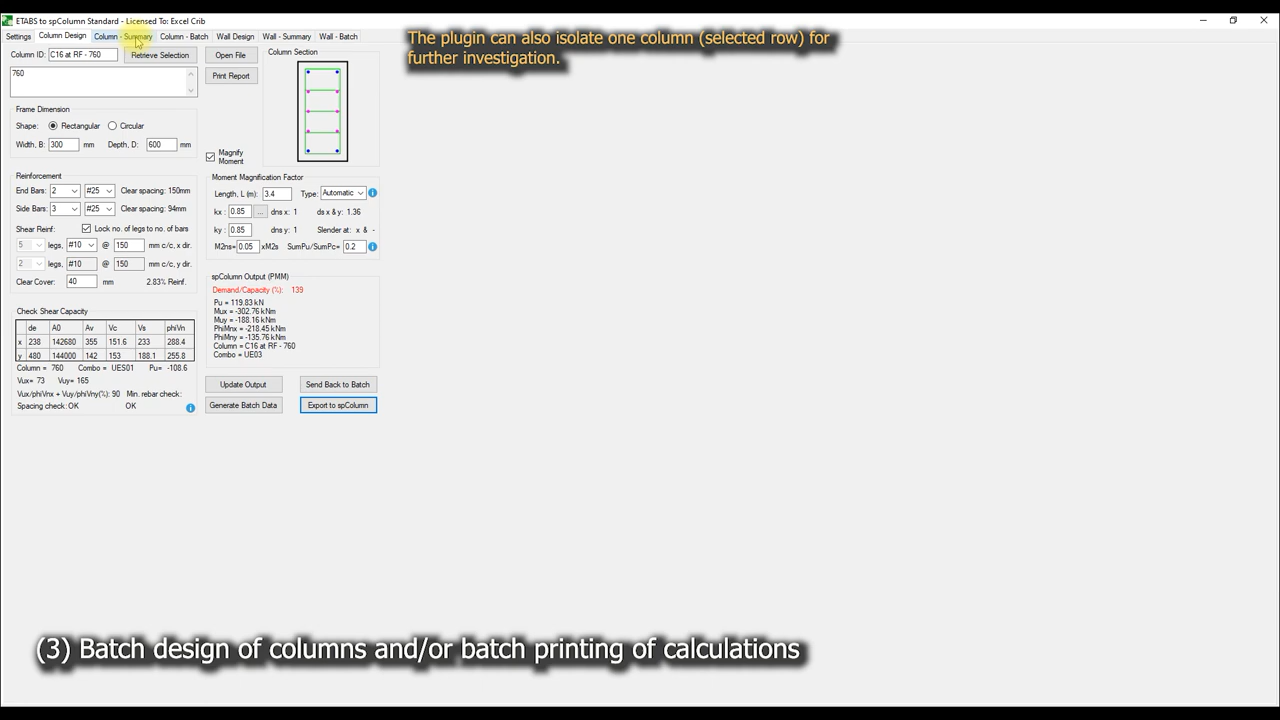 ETABS to spColumn Standard - Licensed To: Excel Crib
Settings Column Design Column - Summary Column - Batch Wall Design Wall - Summary Wall - Batch
The plugin can also isolate one column (selected row) for
further investigation.
Column ID: C16 at RF - 760 Retrieve Selection Open File
760
Print Report
Column Section
Frame Dimension
Shape: Rectangular Circular
Width, B: 300 mm Depth, D: 600 mm
Magnify
Moment
Reinforcement
End Bars: 2 #25 Clear spacing: 150mm
Side Bars: 3 #25 Clear spacing: 94mm
Shear Reinf: Lock no. of legs to no. of bars
5 legs, #10 @ 150 mm c/c, x dir.
2 legs, #10 @ 150 mm c/c, y dir.
Clear Cover: 40 mm 2.83% Reinf.
Moment Magnification Factor
Length, L (m): 3.4 Type: Automatic
kx : 0.85 ... dns x: 1 ds x & y: 1.36
ky : 0.85 dns y: 1 Slender at: x & -
M2ns= 0.05 xM2s SumPu/SumPc= 0.2
spColumn Output (PMM)
Demand/Capacity (%): 139
Pu = 119.83 kN
Mux = -302.76 kNm
Muy = -188.16 kNm
PhiMnx = -218.45 kNm
PhiMny = -135.76 kNm
Column = C16 at RF - 760
Combo = UE03
Check Shear Capacity
de A0 Av Vc Vs phiVn
x 238 142680 355 151.6 233 288.4
y 480 144000 142 153 188.1 255.8
Column = 760 Combo = UES01 Pu= -108.6
Vux= 73 Vuy= 165
Vux/phiVnx + Vuy/phiVny(%): 90 Min. rebar check:
Spacing check: OK OK
Update Output Send Back to Batch
Generate Batch Data Export to spColumn
(3) Batch design of columns and/or batch printing of calculations